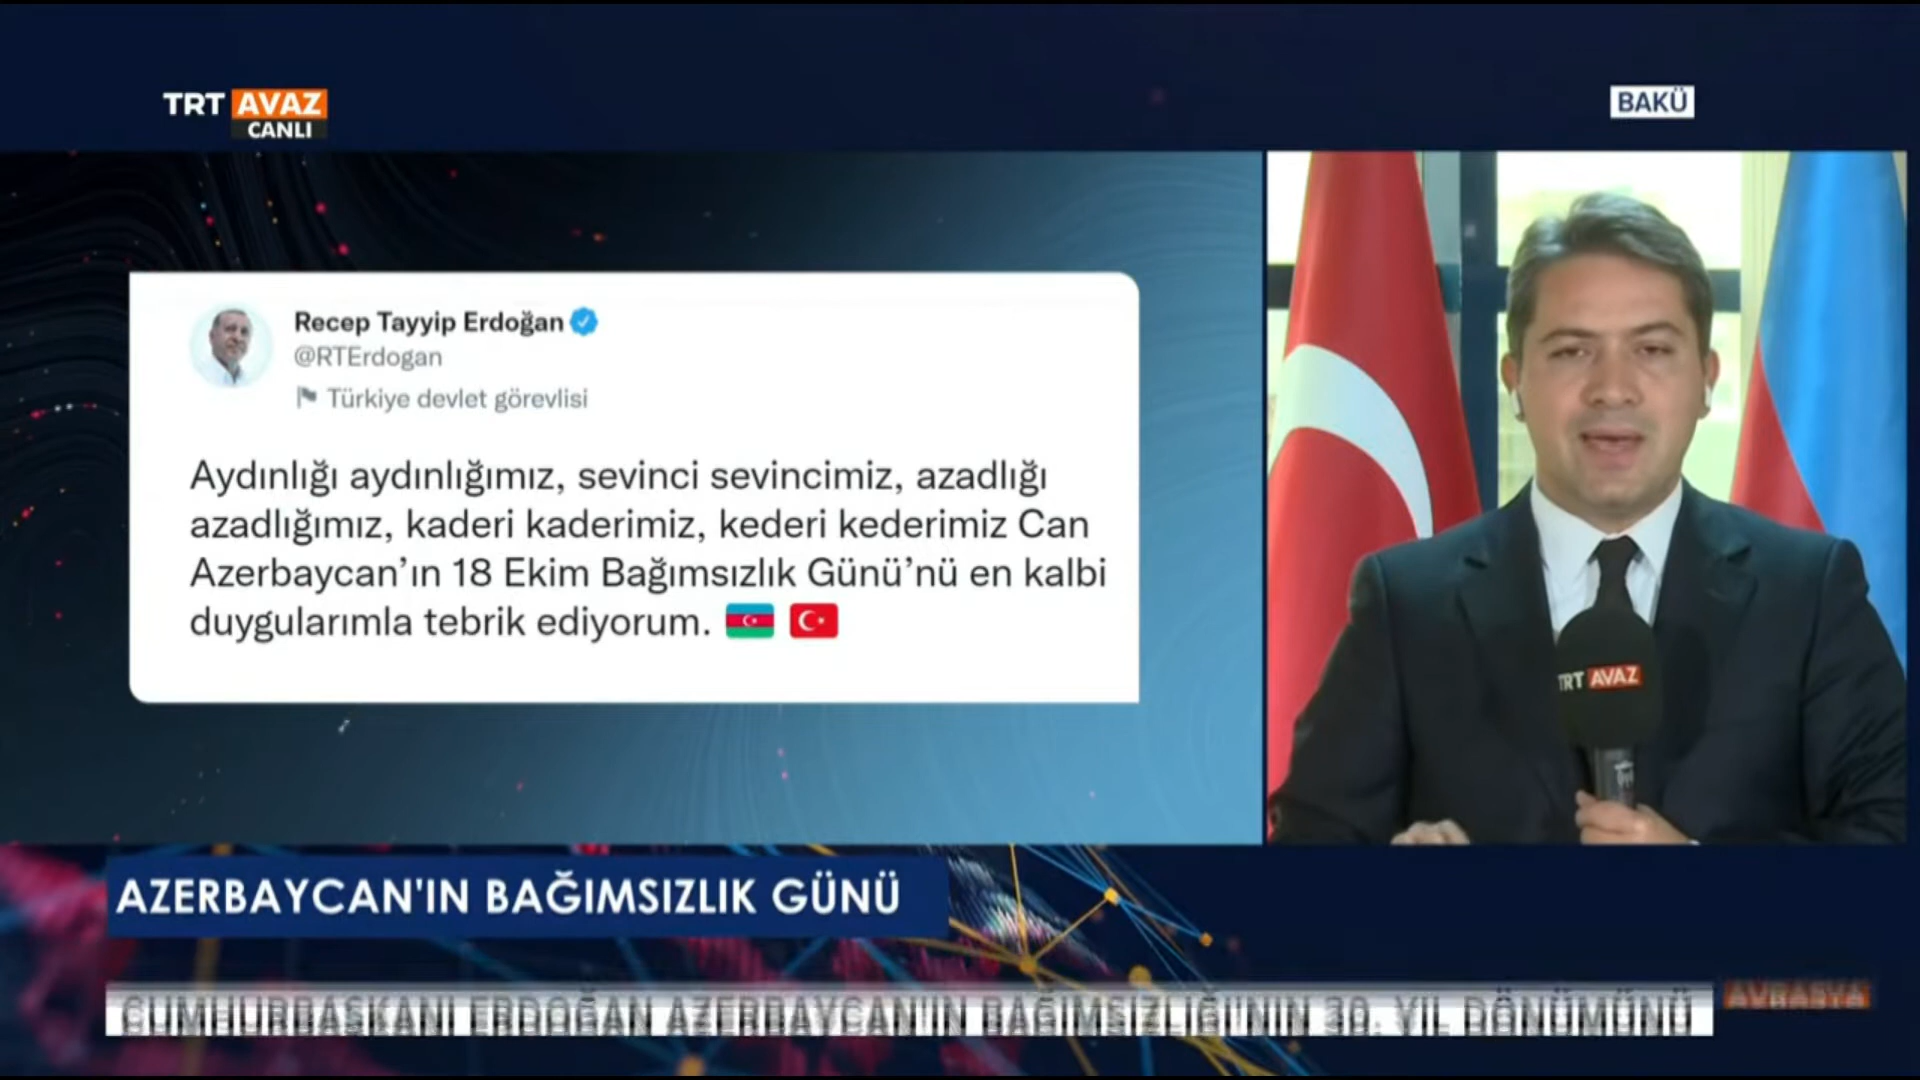 TRT AVAZ
CANLI
BAKÜ
Recep Tayyip Erdoğan
@RTErdogan
Türkiye devlet görevlisi
Aydınlığı aydınlığımız, sevinci sevincimiz, azadlığı
azadlığımız, kaderi kaderimiz, kederi kederimiz Can
Azerbaycan’ın 18 Ekim Bağımsızlık Günü’nü en kalbi
duygularımla tebrik ediyorum.
TRT AVAZ
AZERBAYCAN'IN BAĞIMSIZLIK GÜNÜ
CUMHURBAŞKANI ERDOĞAN AZERBAYCAN'IN BAĞIMSIZLIĞI'NIN 30. YIL DÖNÜMÜNÜ
AVRASYA